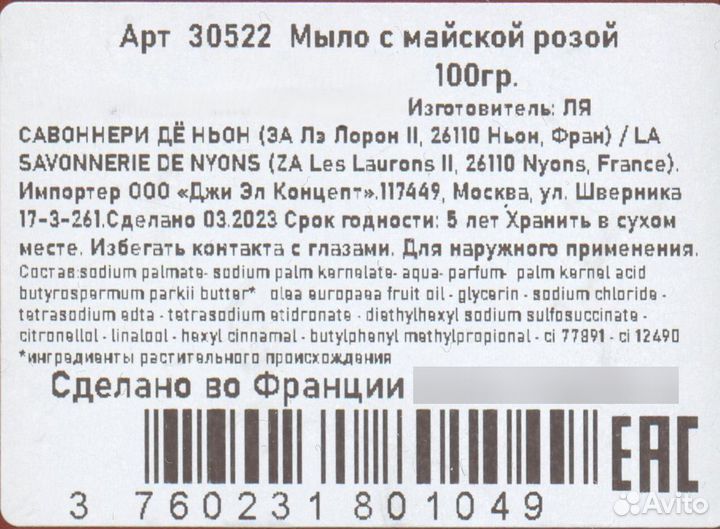 Арт 30522 Мыло с майской розой
100гр.
Изготовитель: ЛЯ
САВОННЕРИ ДЁ НЬОН (ЗА Лэ Лорон II, 26110 Ньон, Фран) / LA
SAVONNERIE DE NYONS (ZA Les Laurons II, 26110 Nyons, France).
Импортер ООО «Джи Эл Концепт».117449, Москва, ул. Шверника
17-3-261.Сделано 03.2023 Срок годности: 5 лет Хранить в сухом
месте. Избегать контакта с глазами. Для наружного применения.
Состав:sodium palmate- sodium palm kernelate- aqua- parfum- palm kernel acid
butyrospermum parkii butter* olea europaea fruit oil - glycerin - sodium chloride -
tetrasodium edta - tetrasodium etidronate - diethylhexyl sodium sulfosuccinate -
citronellol - linalool - hexyl cinnamal - butylphenyl methylpropional - ci 77891 - ci 12490
*ингредиенты растительного происхождения
Сделано во Франции
3 760231 801049
EAC
Avito